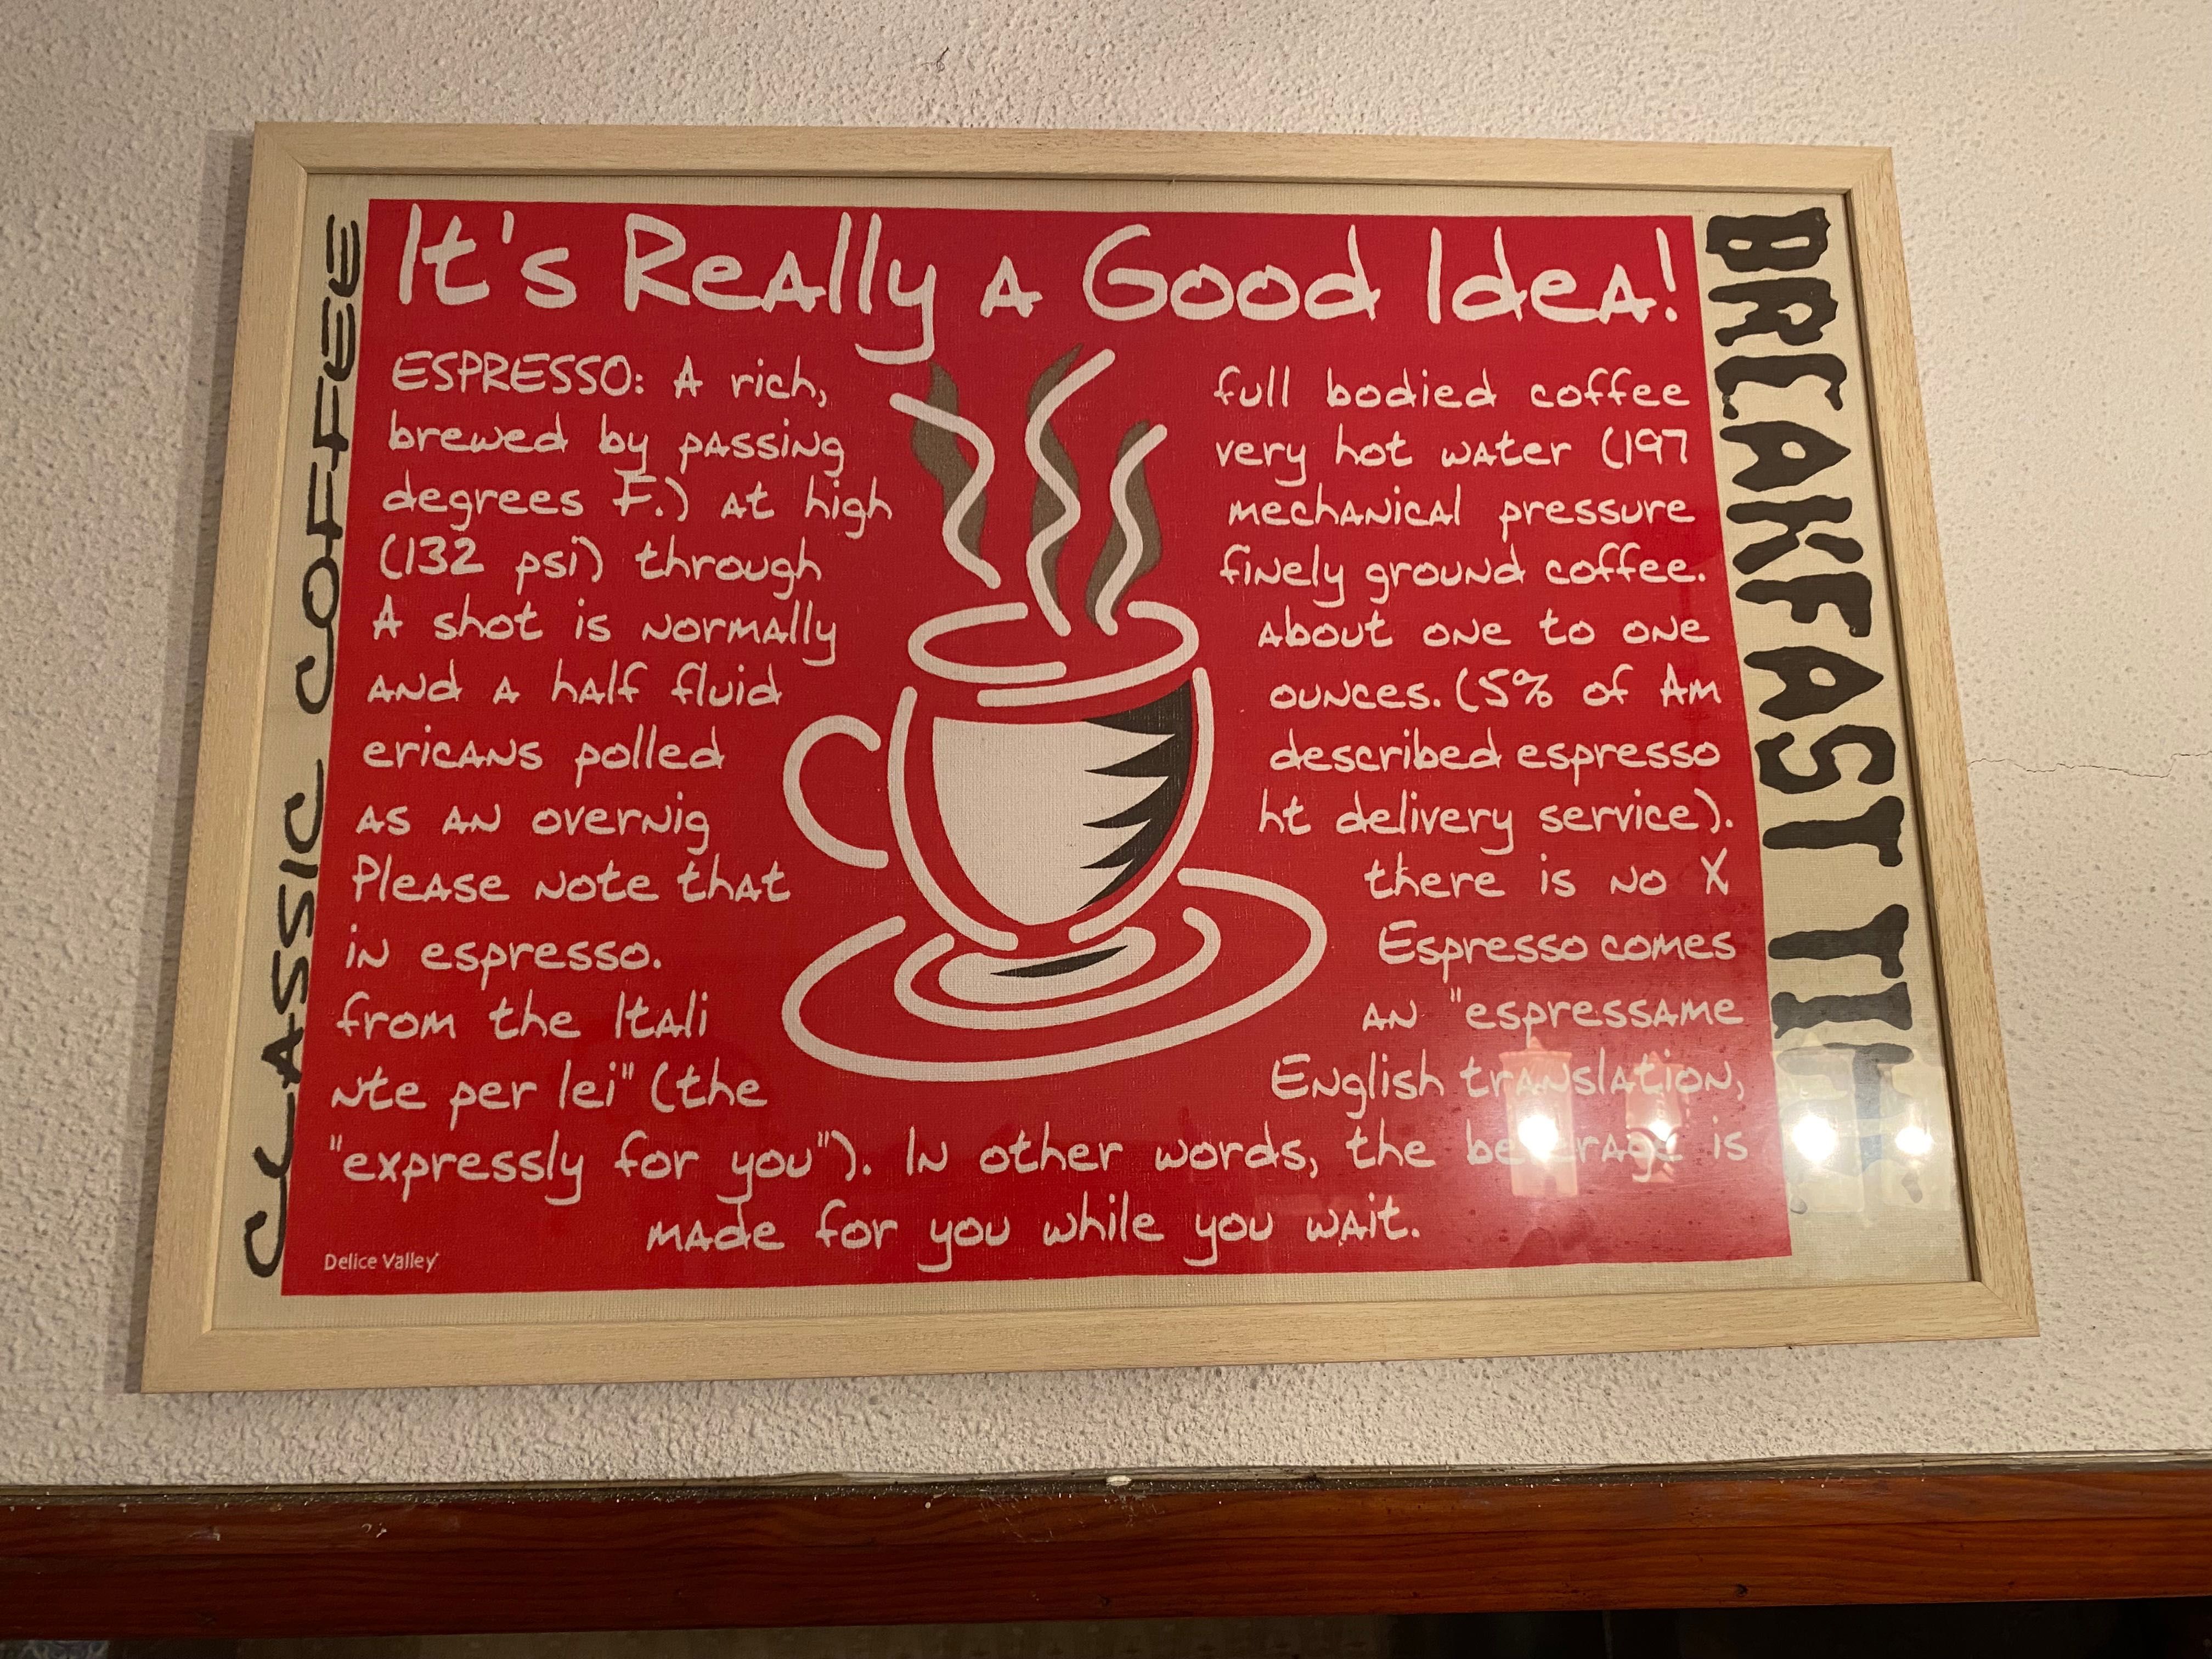 It's Really a Good Idea!
ESPRESSO: A rich, full bodied coffee
brewed by passing very hot water (197
degrees F.) at high mechanical pressure
(132 psi) through finely ground coffee.
A shot is normally about one to one
and a half fluid ounces. (5% of Am
ericans polled described espresso
as an overnig ht delivery service).
Please note that there is no X
in espresso. Espresso comes
from the Itali an "espressame
nte per lei" (the English translation,
"expressly for you"). In other words, the beverage is
made for you while you wait.
Delice Valley
CLASSIC COFFEE
BREAKFAST